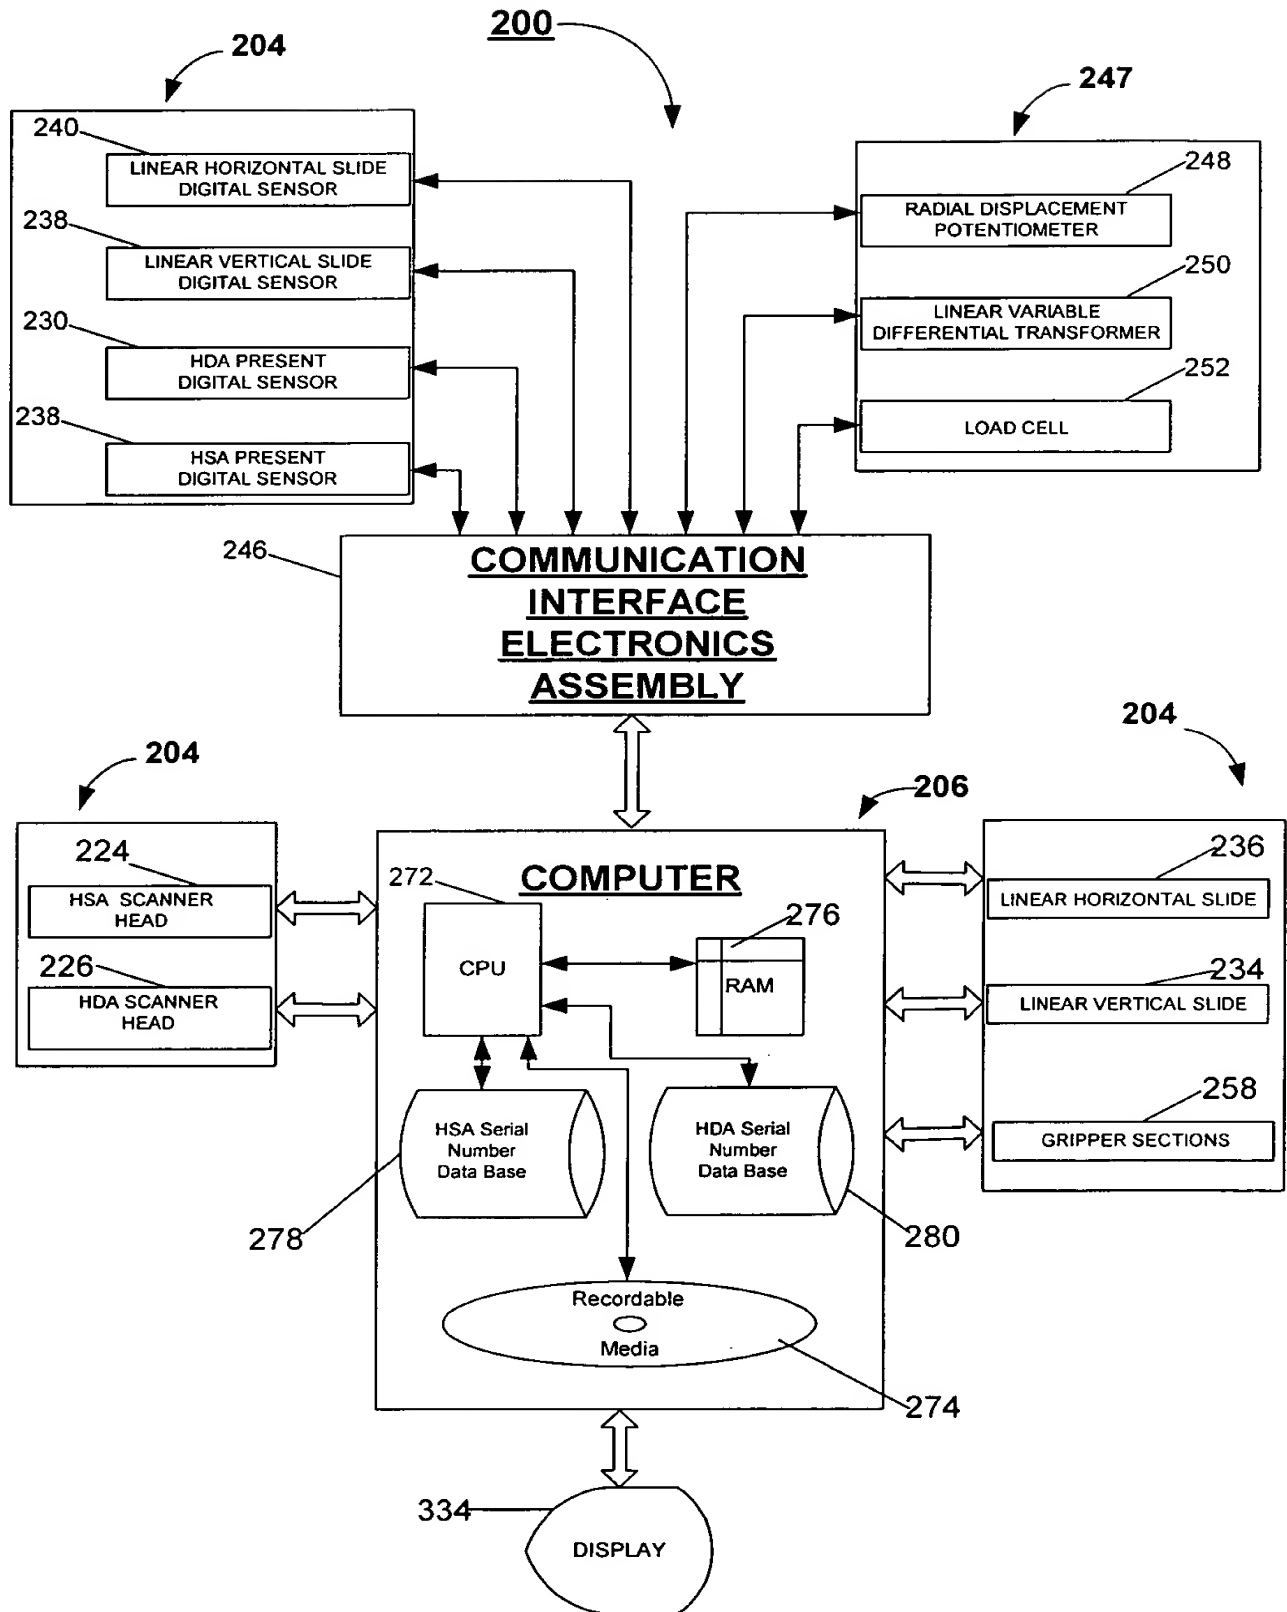 200
204
240
LINEAR HORIZONTAL SLIDE
DIGITAL SENSOR
238
LINEAR VERTICAL SLIDE
DIGITAL SENSOR
230
HDA PRESENT
DIGITAL SENSOR
238
HSA PRESENT
DIGITAL SENSOR
247
248
RADIAL DISPLACEMENT
POTENTIOMETER
250
LINEAR VARIABLE
DIFFERENTIAL TRANSFORMER
252
LOAD CELL
246
COMMUNICATION
INTERFACE
ELECTRONICS
ASSEMBLY
204
224
HSA SCANNER
HEAD
226
HDA SCANNER
HEAD
206
COMPUTER
272
CPU
276
RAM
HSA Serial
Number
Data Base
278
HDA Serial
Number
Data Base
280
Recordable
Media
274
204
236
LINEAR HORIZONTAL SLIDE
234
LINEAR VERTICAL SLIDE
258
GRIPPER SECTIONS
334
DISPLAY